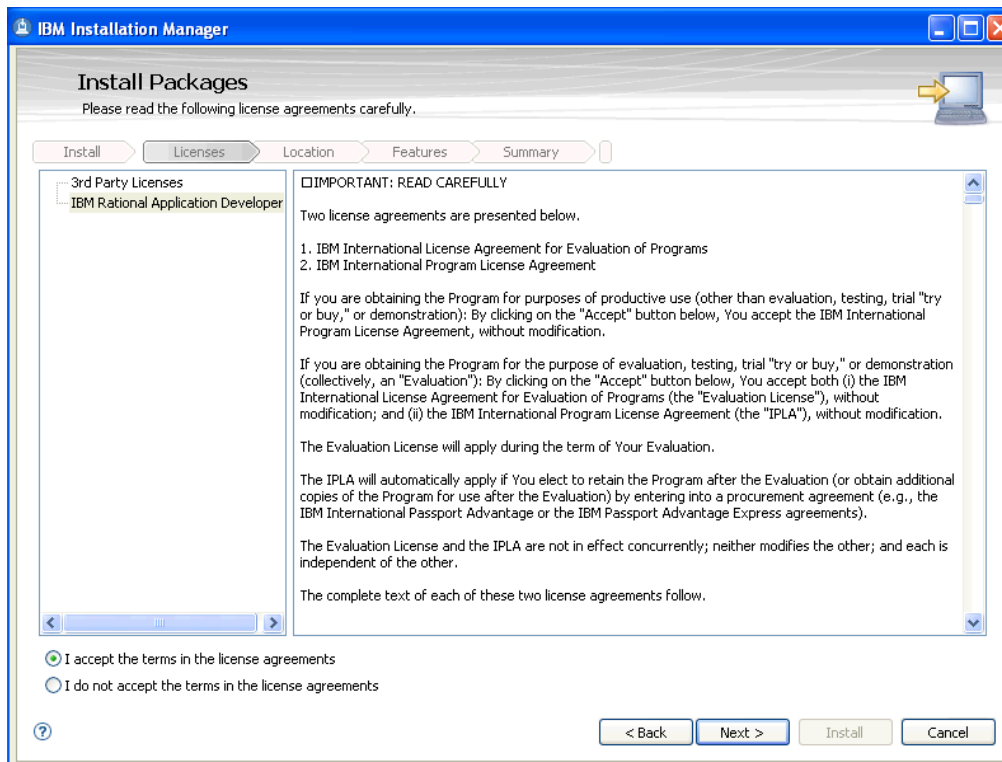 IBM Installation Manager
Install Packages
Please read the following license agreements carefully.
Install Licenses Location Features Summary
3rd Party Licenses
IBM Rational Application Developer
IMPORTANT: READ CAREFULLY
Two license agreements are presented below.
1. IBM International License Agreement for Evaluation of Programs
2. IBM International Program License Agreement
If you are obtaining the Program for purposes of productive use (other than evaluation, testing, trial "try
or buy," or demonstration): By clicking on the "Accept" button below, You accept the IBM International
Program License Agreement, without modification.
If you are obtaining the Program for the purpose of evaluation, testing, trial "try or buy," or demonstration
(collectively, an "Evaluation"): By clicking on the "Accept" button below, You accept both (i) the IBM
International License Agreement for Evaluation of Programs (the "Evaluation License"), without
modification; and (ii) the IBM International Program License Agreement (the "IPLA"), without modification.
The Evaluation License will apply during the term of Your Evaluation.
The IPLA will automatically apply if You elect to retain the Program after the Evaluation (or obtain additional
copies of the Program for use after the Evaluation) by entering into a procurement agreement (e.g., the
IBM International Passport Advantage or the IBM Passport Advantage Express agreements).
The Evaluation License and the IPLA are not in effect concurrently; neither modifies the other; and each is
independent of the other.
The complete text of each of these two license agreements follow.
I accept the terms in the license agreements
I do not accept the terms in the license agreements
? < Back Next > Install Cancel